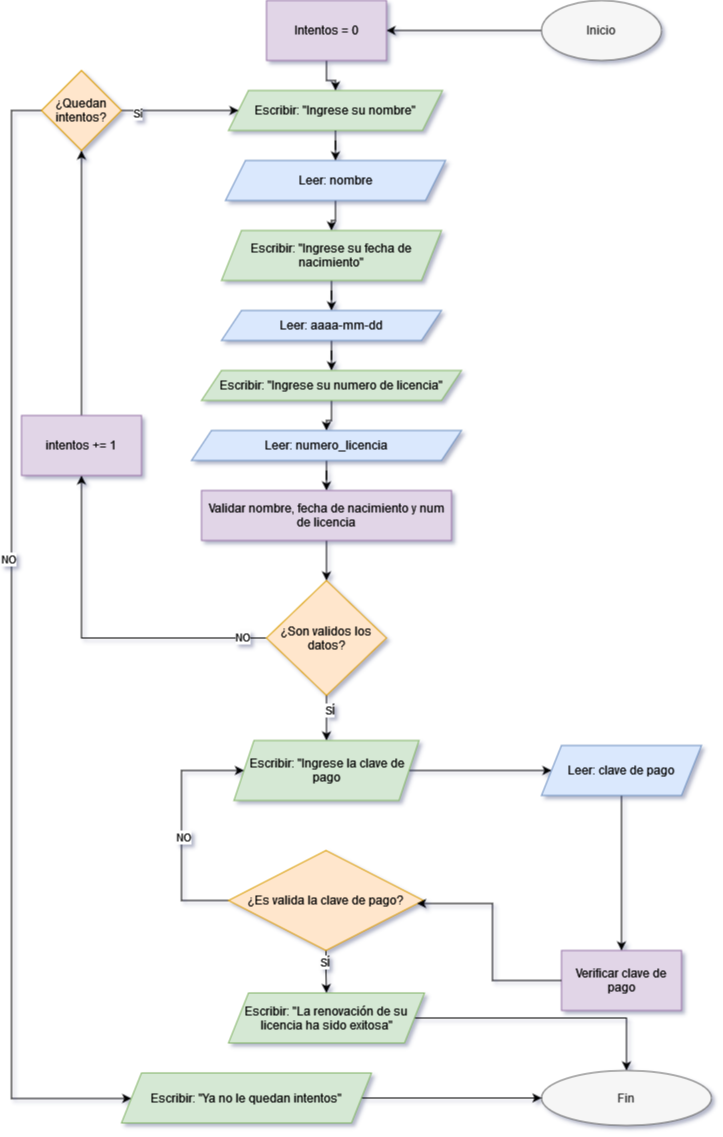 Inicio
Intentos = 0
¿Quedan
intentos?
Si
Escribir: "Ingrese su nombre"
Leer: nombre
Escribir: "Ingrese su fecha de
nacimiento"
Leer: aaaa-mm-dd
Escribir: "Ingrese su numero de licencia"
intentos += 1
Leer: numero_licencia
Validar nombre, fecha de nacimiento y num
de licencia
NO
¿Son validos los
datos?
NO
SÍ
Escribir: "Ingrese la clave de
pago
Leer: clave de pago
NO
¿Es valida la clave de pago?
SÍ
Verificar clave de
pago
Escribir: "La renovación de su
licencia ha sido exitosa"
Escribir: "Ya no le quedan intentos"
Fin